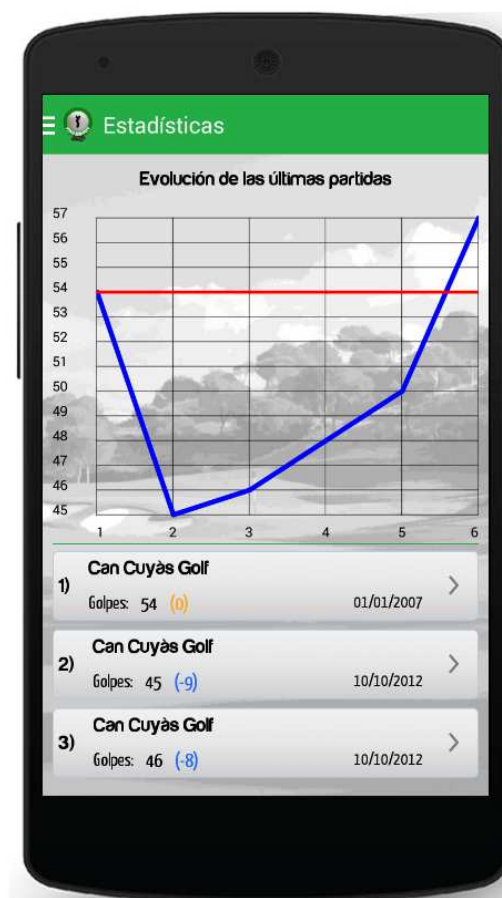 Estadísticas
Evolución de las últimas partidas
57
56
55
54
53
52
51
50
49
48
47
46
45
1 2 3 4 5 6
Can Cuyàs Golf
1)
Golpes: 54 (0) 01/01/2007
Can Cuyàs Golf
2)
Golpes: 45 (-9) 10/10/2012
Can Cuyàs Golf
3)
Golpes: 46 (-8) 10/10/2012